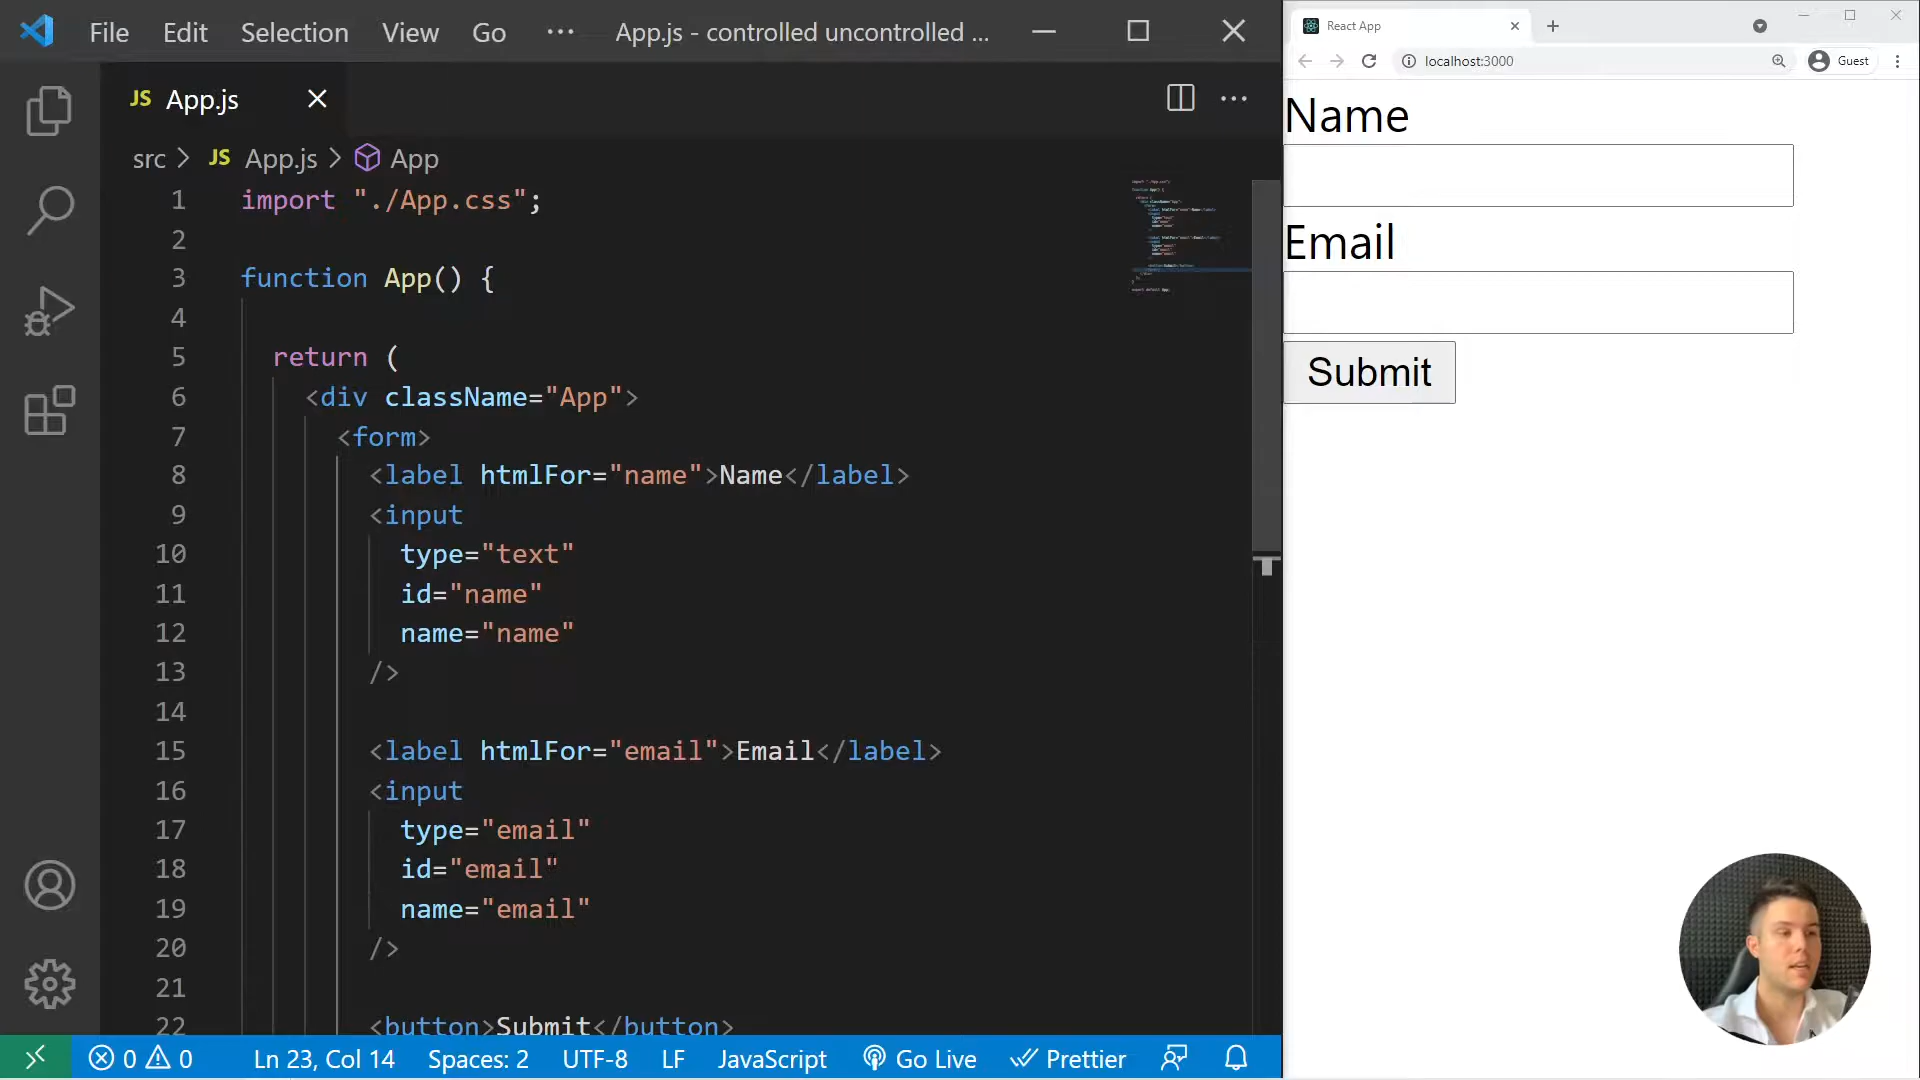 File Edit Selection View Go ··· App.js - controlled uncontrolled ...
JS App.js
src > JS App.js > App
1 import "./App.css";
2
3 function App() {
4
5 return (
6 <div className="App">
7 <form>
8 <label htmlFor="name">Name</label>
9 <input
10 type="text"
11 id="name"
12 name="name"
13 />
14
15 <label htmlFor="email">Email</label>
16 <input
17 type="email"
18 id="email"
19 name="email"
20 />
21
22 <button>Submit</button>
0 0 Ln 23, Col 14 Spaces: 2 UTF-8 LF JavaScript Go Live Prettier
React App
localhost:3000 Guest
Name
Email
Submit